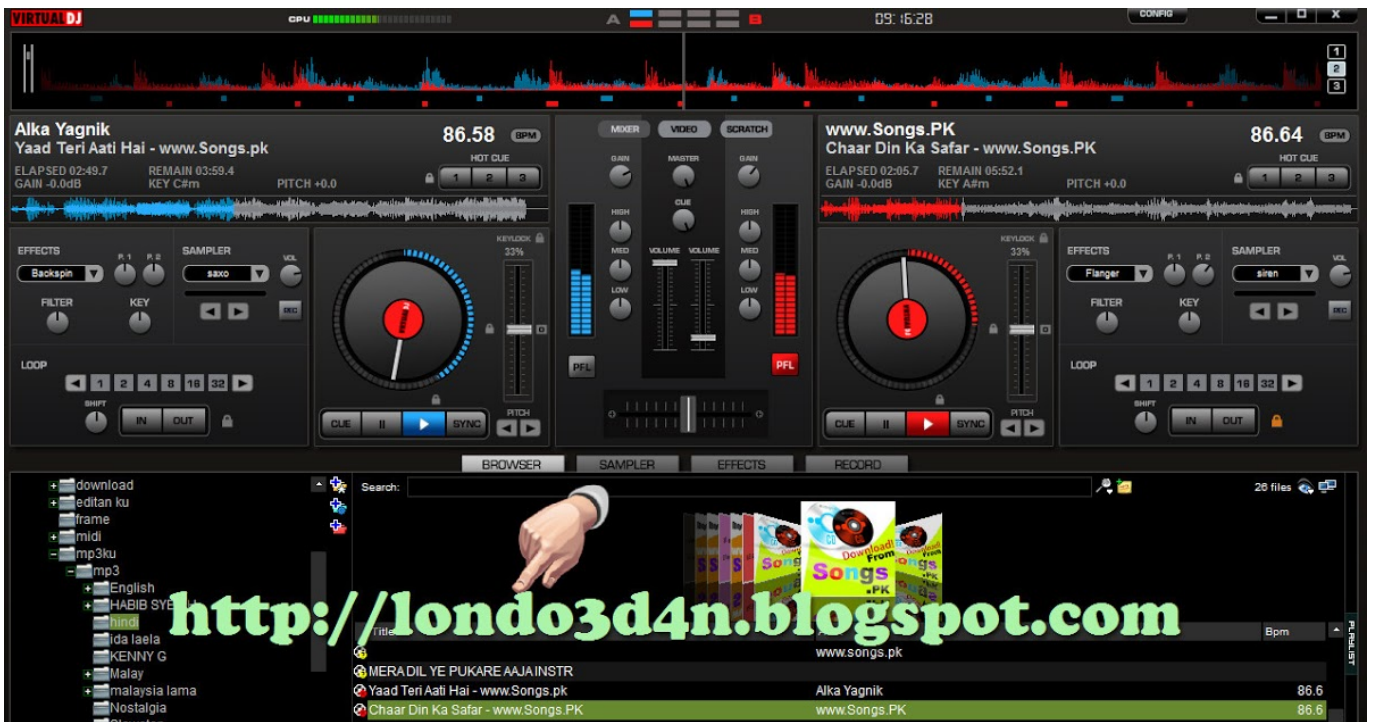 VIRTUAL DJ
CPU
A B
09:16:28
CONFIG
X
1
2
3
Alka Yagnik
Yaad Teri Aati Hai - www.Songs.pk
86.58 BPM
HOT CUE
ELAPSED 02:49.7 REMAIN 03:59.4
GAIN -0.0dB KEY C#m PITCH +0.0
1 2 3
MIXER VIDEO SCRATCH
GAIN MASTER GAIN
CUE
HIGH HIGH
MED VOLUME VOLUME MED
LOW LOW
PFL PFL
www.Songs.PK
Chaar Din Ka Safar - www.Songs.PK
86.64 BPM
HOT CUE
ELAPSED 02:05.7 REMAIN 05:52.1
GAIN -0.0dB KEY A#m PITCH +0.0
1 2 3
EFFECTS P. 1 P. 2 SAMPLER VOL
Backspin saxo
FILTER KEY REC
LOOP
1 2 4 8 16 32
SHIFT
IN OUT
KEYLOCK
33%
PITCH
CUE II SYNC
KEYLOCK
33%
PITCH
CUE II SYNC
EFFECTS P. 1 P. 2 SAMPLER VOL
Flanger siren
FILTER KEY REC
LOOP
1 2 4 8 16 32
SHIFT
IN OUT
BROWSER SAMPLER EFFECTS RECORD
download
editan ku
frame
midi
mp3ku
mp3
English
hindi
ida laela
KENNY G
Malay
malaysia lama
Nostalgia
Search:
26 files
Download!
From
Songs
.PK
http://londo3d4n.blogspot.com
Title Bpm
www.songs.pk
MERA DIL YE PUKARE AAJA INSTR
Yaad Teri Aati Hai - www.Songs.pk Alka Yagnik 86.6
Chaar Din Ka Safar - www.Songs.PK www.Songs.PK 86.6
PLAYLIST